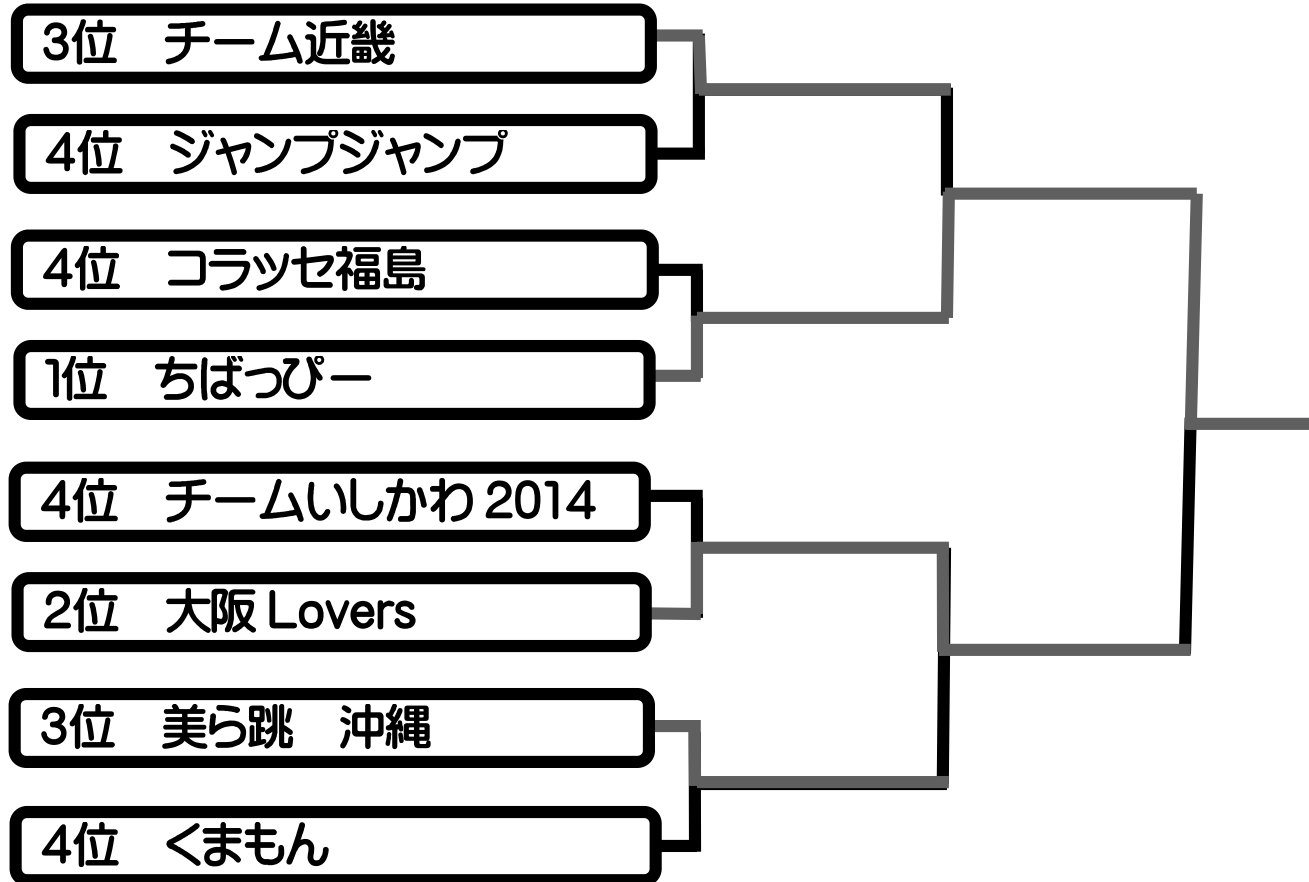 3位　チーム近畿
4位　ジャンプジャンプ
4位　コラッセ福島
1位　ちばっぴー
4位　チームいしかわ 2014
2位　大阪 Lovers
3位　美ら跳　沖縄
4位　くまもん